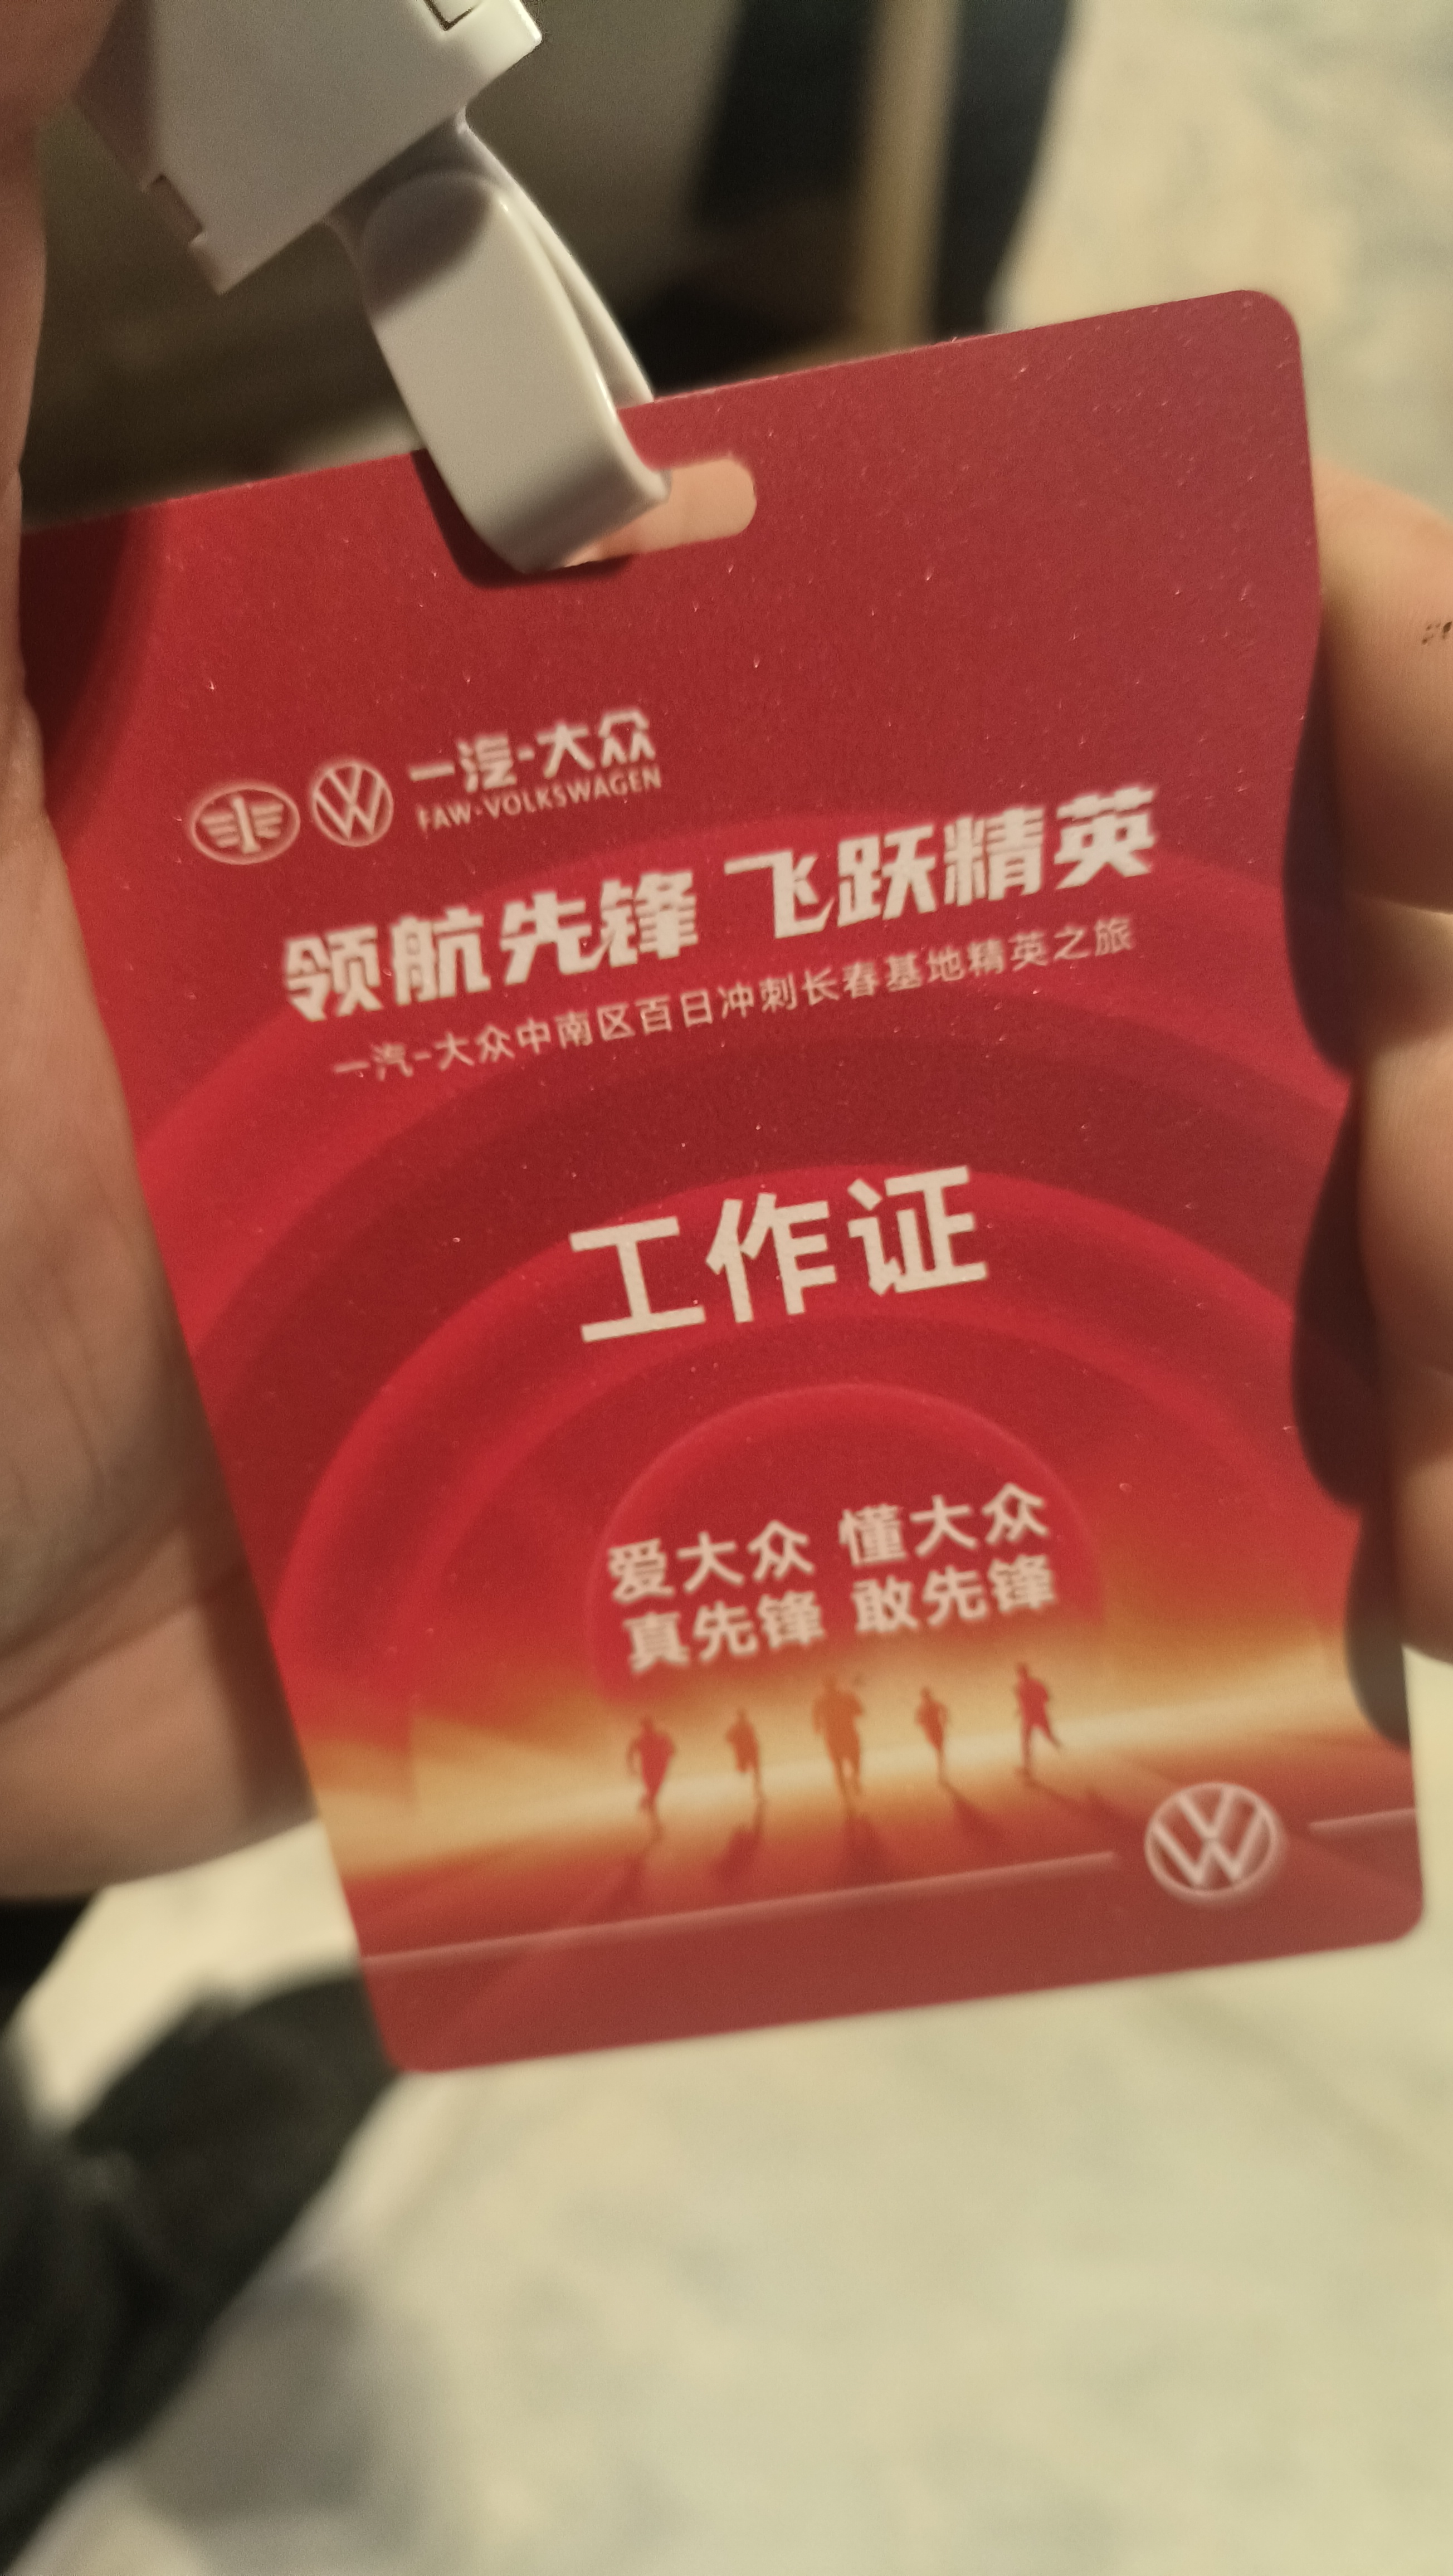 一汽-大众
FAW-VOLKSWAGEN
领航先锋 飞跃精英
一汽-大众中南区百日冲刺长春基地精英之旅
工作证
爱大众 懂大众
真先锋 敢先锋